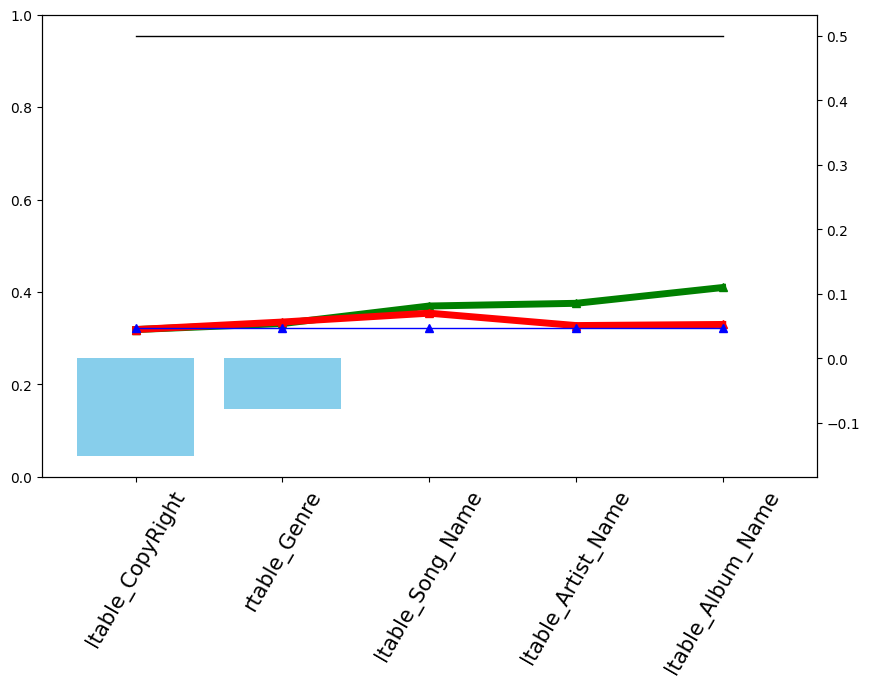 1.0
0.8
0.6
0.4
0.2
0.0
0.5
0.4
0.3
0.2
0.1
0.0
−0.1
ltable_CopyRight
rtable_Genre
ltable_Song_Name
ltable_Artist_Name
ltable_Album_Name